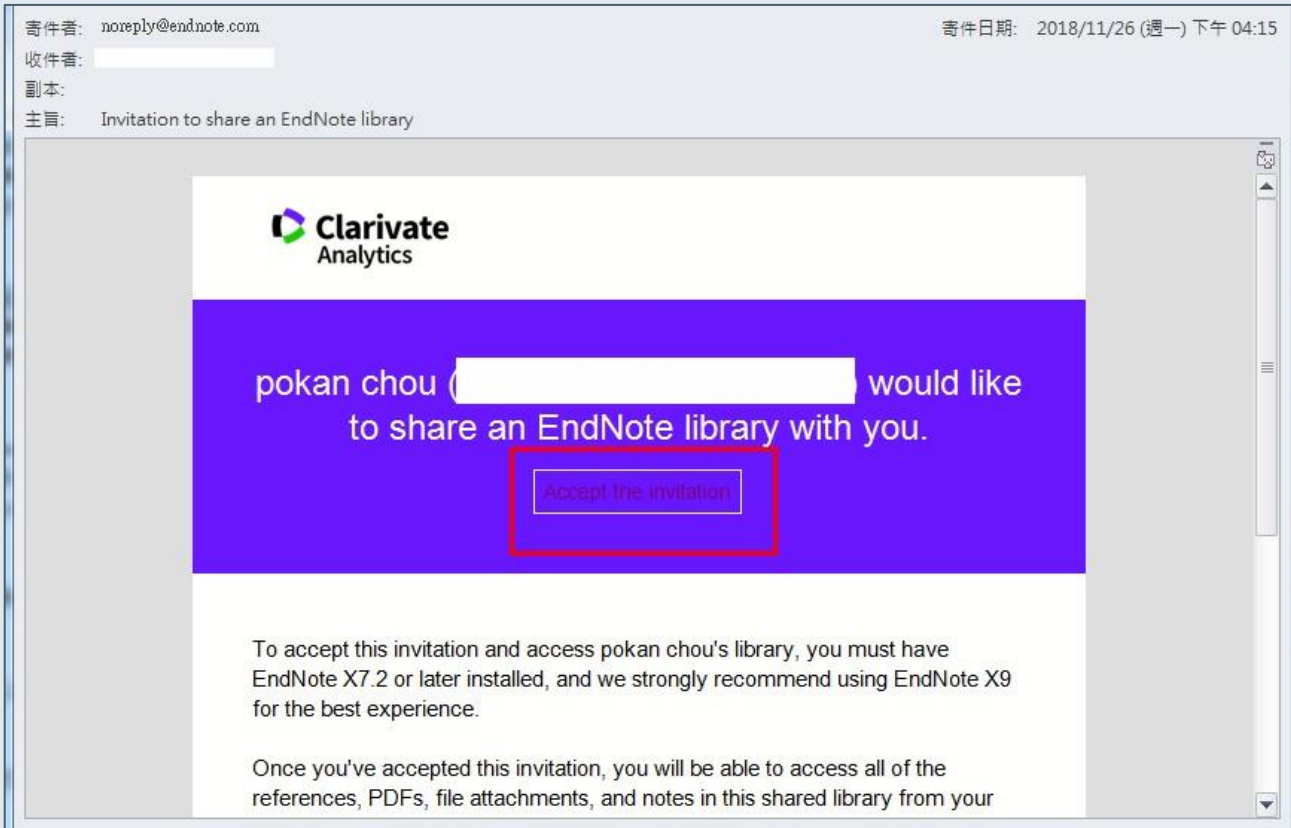 寄件者: noreply@endnote.com 寄件日期: 2018/11/26 (週一) 下午 04:15
收件者:
副本:
主旨: Invitation to share an EndNote library
Clarivate
Analytics
pokan chou ( ) would like
to share an EndNote library with you.
Accept the invitation
To accept this invitation and access pokan chou's library, you must have
EndNote X7.2 or later installed, and we strongly recommend using EndNote X9
for the best experience.
Once you've accepted this invitation, you will be able to access all of the
references, PDFs, file attachments, and notes in this shared library from your